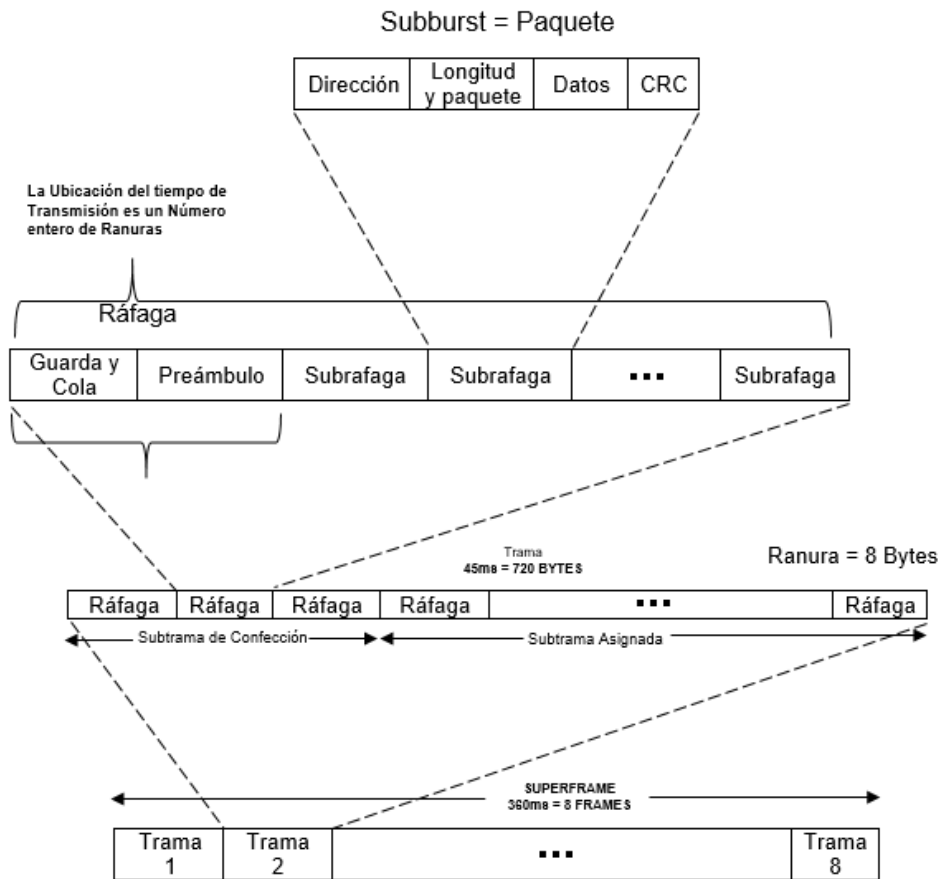 Subburst = Paquete
Dirección
Longitud
y paquete
Datos
CRC
La Ubicación del tiempo de
Transmisión es un Número
entero de Ranuras
Ráfaga
Guarda y
Cola
Preámbulo
Subrafaga
Subrafaga
...
Subrafaga
Trama
45ms = 720 BYTES
Ranura = 8 Bytes
Ráfaga
Ráfaga
Ráfaga
Ráfaga
...
Ráfaga
Subtrama de Confección
Subtrama Asignada
SUPERFRAME
360ms = 8 FRAMES
Trama
1
Trama
2
...
Trama
8